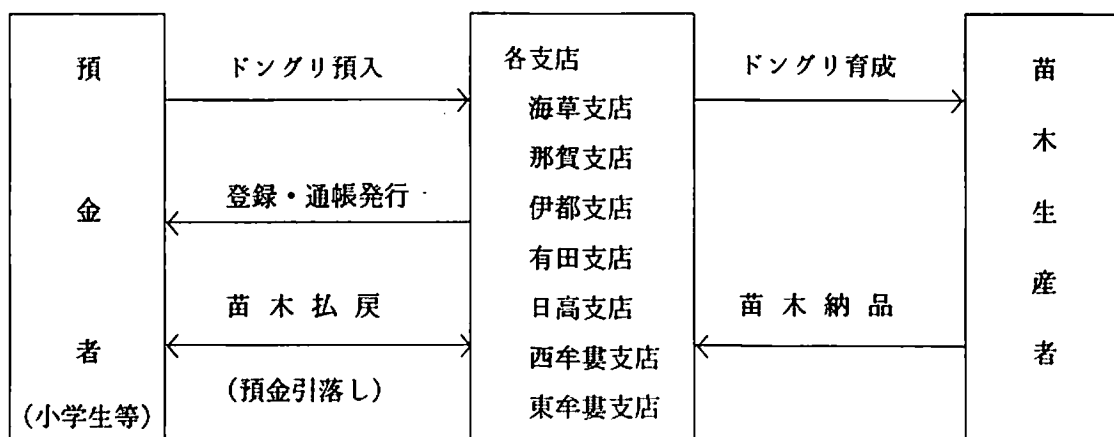 預金者
(小学生等)
ドングリ預入
登録・通帳発行
苗木払戻
(預金引落し)
各支店
海草支店
那賀支店
伊都支店
有田支店
日高支店
西牟婁支店
東牟婁支店
ドングリ育成
苗木納品
苗木生産者